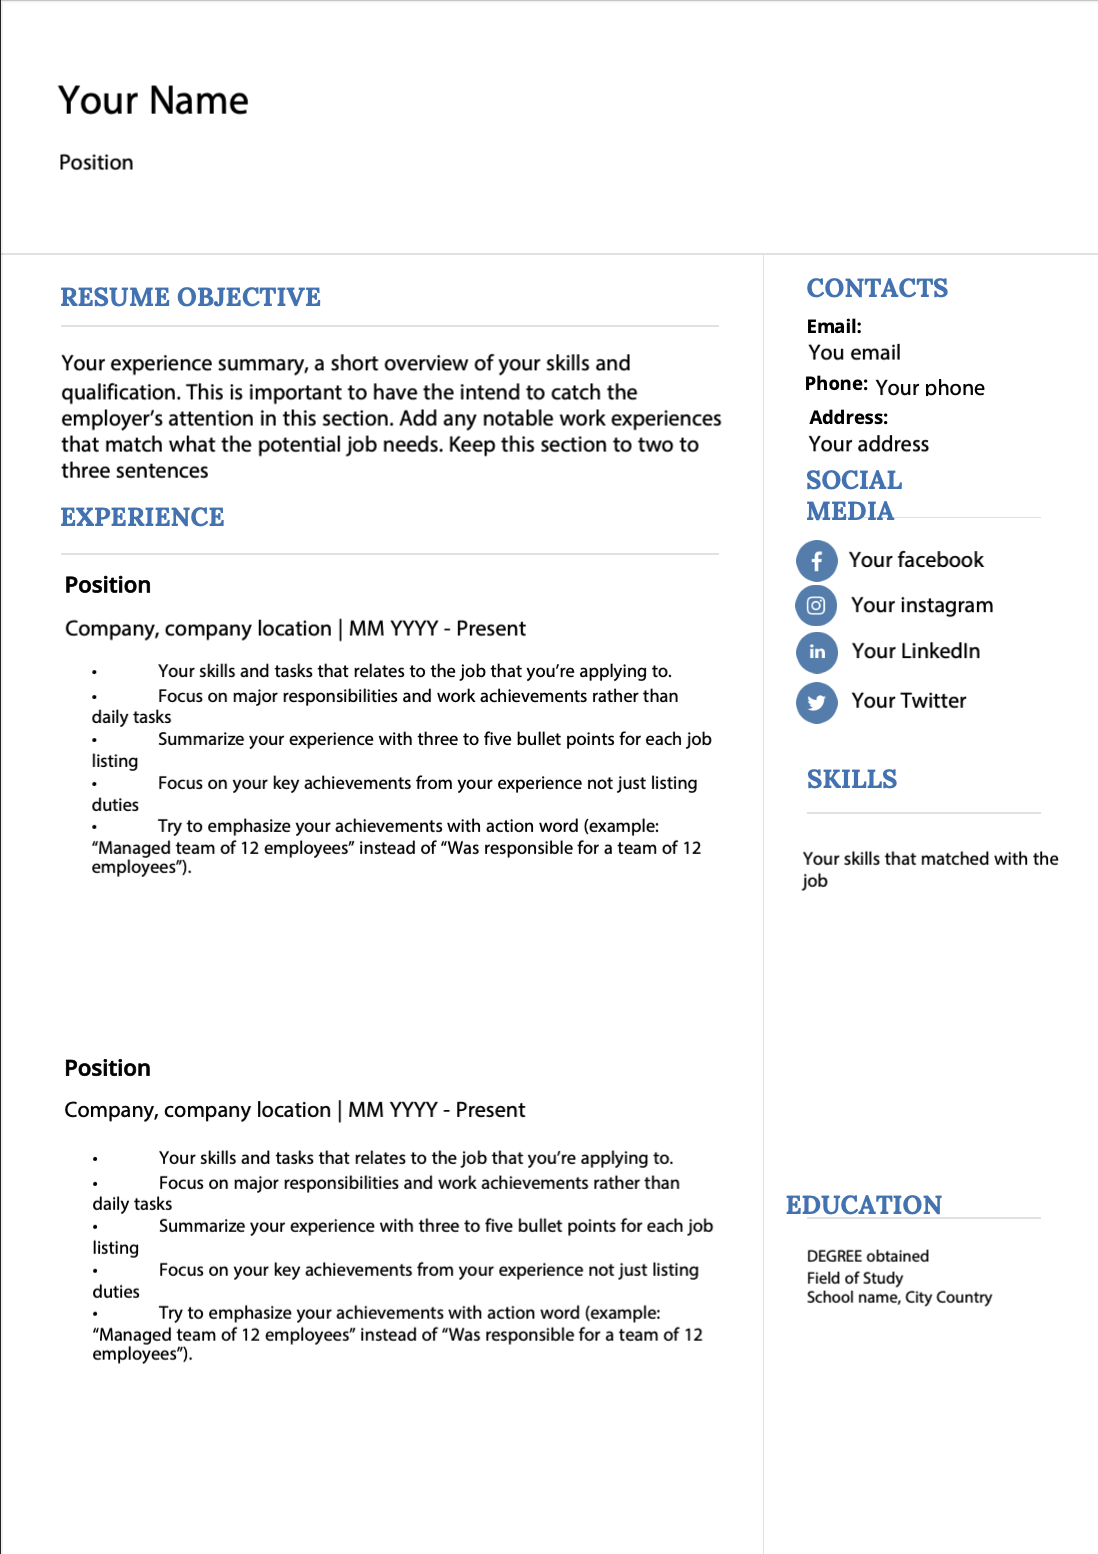 Your Name
Position
RESUME OBJECTIVE
Your experience summary, a short overview of your skills and
qualification. This is important to have the intend to catch the
employer’s attention in this section. Add any notable work experiences
that match what the potential job needs. Keep this section to two to
three sentences
EXPERIENCE
Position
Company, company location | MM YYYY - Present
• Your skills and tasks that relates to the job that you’re applying to.
• Focus on major responsibilities and work achievements rather than
daily tasks
• Summarize your experience with three to five bullet points for each job
listing
• Focus on your key achievements from your experience not just listing
duties
• Try to emphasize your achievements with action word (example:
“Managed team of 12 employees” instead of “Was responsible for a team of 12
employees”).
Position
Company, company location | MM YYYY - Present
• Your skills and tasks that relates to the job that you’re applying to.
• Focus on major responsibilities and work achievements rather than
daily tasks
• Summarize your experience with three to five bullet points for each job
listing
• Focus on your key achievements from your experience not just listing
duties
• Try to emphasize your achievements with action word (example:
“Managed team of 12 employees” instead of “Was responsible for a team of 12
employees”).
CONTACTS
Email:
You email
Phone: Your phone
Address:
Your address
SOCIAL
MEDIA
Your facebook
Your instagram
in Your LinkedIn
Your Twitter
SKILLS
Your skills that matched with the
job
EDUCATION
DEGREE obtained
Field of Study
School name, City Country